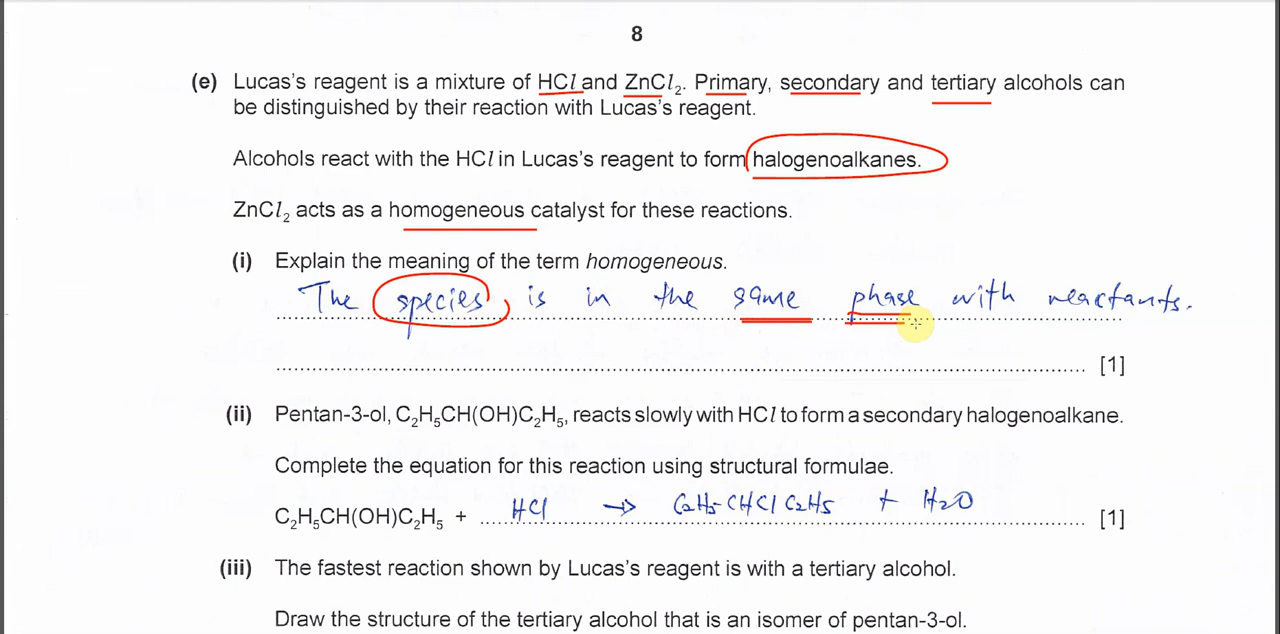 8
(e) Lucas's reagent is a mixture of HCl and ZnCl₂. Primary, secondary and tertiary alcohols can
be distinguished by their reaction with Lucas's reagent.
Alcohols react with the HCl in Lucas's reagent to form halogenoalkanes.
ZnCl₂ acts as a homogeneous catalyst for these reactions.
(i) Explain the meaning of the term homogeneous.
The species is in the same phase with reactants.
[1]
(ii) Pentan-3-ol, C₂H₅CH(OH)C₂H₅, reacts slowly with HCl to form a secondary halogenoalkane.
Complete the equation for this reaction using structural formulae.
C₂H₅CH(OH)C₂H₅ + HCl → C₂H₅CHClC₂H₅ + H₂O [1]
(iii) The fastest reaction shown by Lucas's reagent is with a tertiary alcohol.
Draw the structure of the tertiary alcohol that is an isomer of pentan-3-ol.